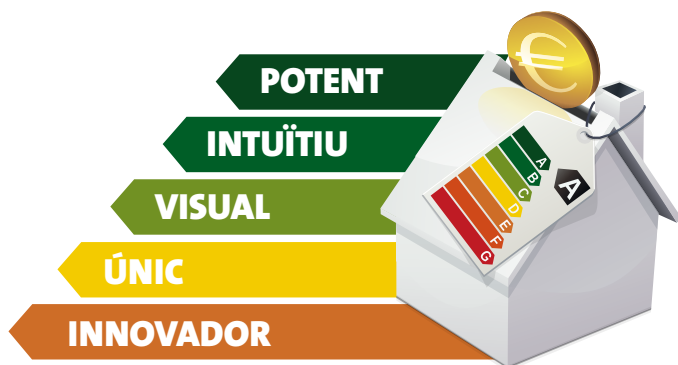 POTENT
INTUÏTIU
VISUAL
ÚNIC
INNOVADOR
€
A
B
C
D
E
F
G
A